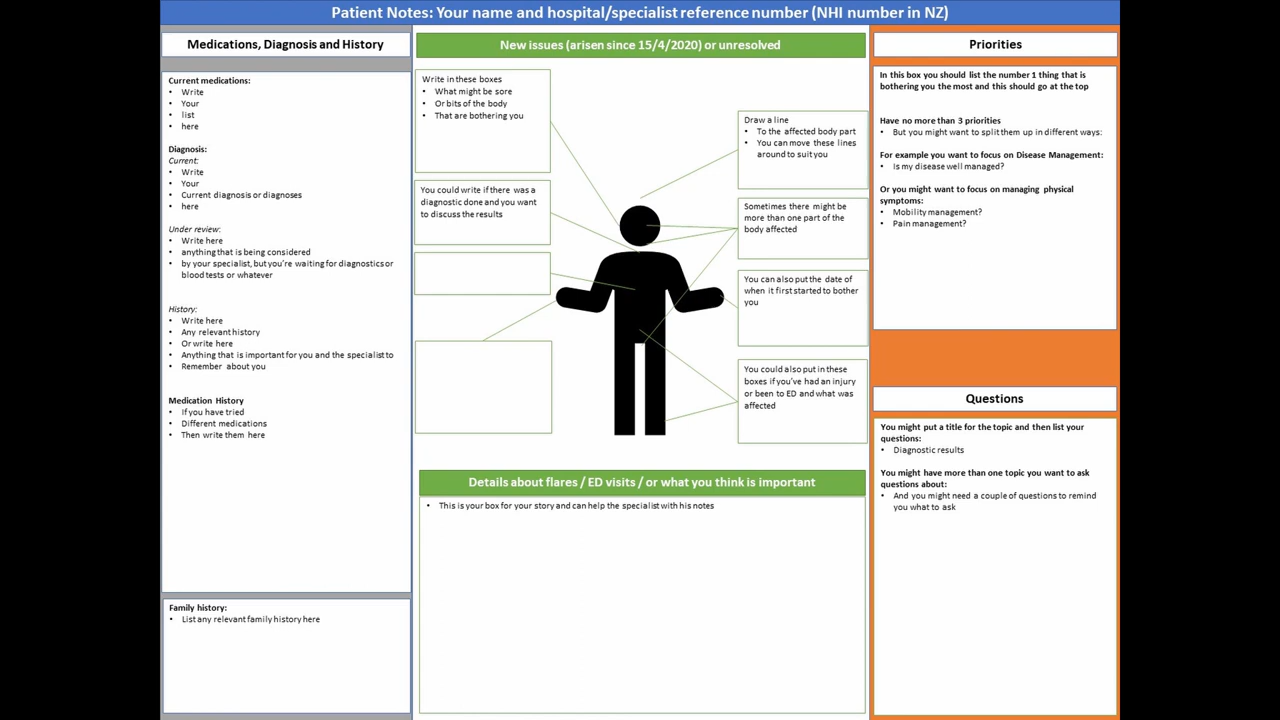 Patient Notes: Your name and hospital/specialist reference number (NHI number in NZ)
Medications, Diagnosis and History
Current medications:
• Write
• Your
• list
• here
Diagnosis:
Current:
• Write
• Your
• Current diagnosis or diagnoses
• here
Under review:
• Write here
• anything that is being considered
• by your specialist, but you're waiting for diagnostics or
blood tests or whatever
History:
• Write here
• Any relevant history
• Or write here
• Anything that is important for you and the specialist to
• Remember about you
Medication History
• If you have tried
• Different medications
• Then write them here
Family history:
• List any relevant family history here
New issues (arisen since 15/4/2020) or unresolved
Write in these boxes
• What might be sore
• Or bits of the body
• That are bothering you
You could write if there was a
diagnostic done and you want
to discuss the results
Draw a line
• To the affected body part
• You can move these lines
around to suit you
Sometimes there might be
more than one part of the
body affected
You can also put the date of
when it first started to bother
you
You could also put in these
boxes if you've had an injury
or been to ED and what was
affected
Details about flares / ED visits / or what you think is important
• This is your box for your story and can help the specialist with his notes
Priorities
In this box you should list the number 1 thing that is
bothering you the most and this should go at the top
Have no more than 3 priorities
• But you might want to split them up in different ways:
For example you want to focus on Disease Management:
• Is my disease well managed?
Or you might want to focus on managing physical
symptoms:
• Mobility management?
• Pain management?
Questions
You might put a title for the topic and then list your
questions:
• Diagnostic results
You might have more than one topic you want to ask
questions about:
• And you might need a couple of questions to remind
you what to ask